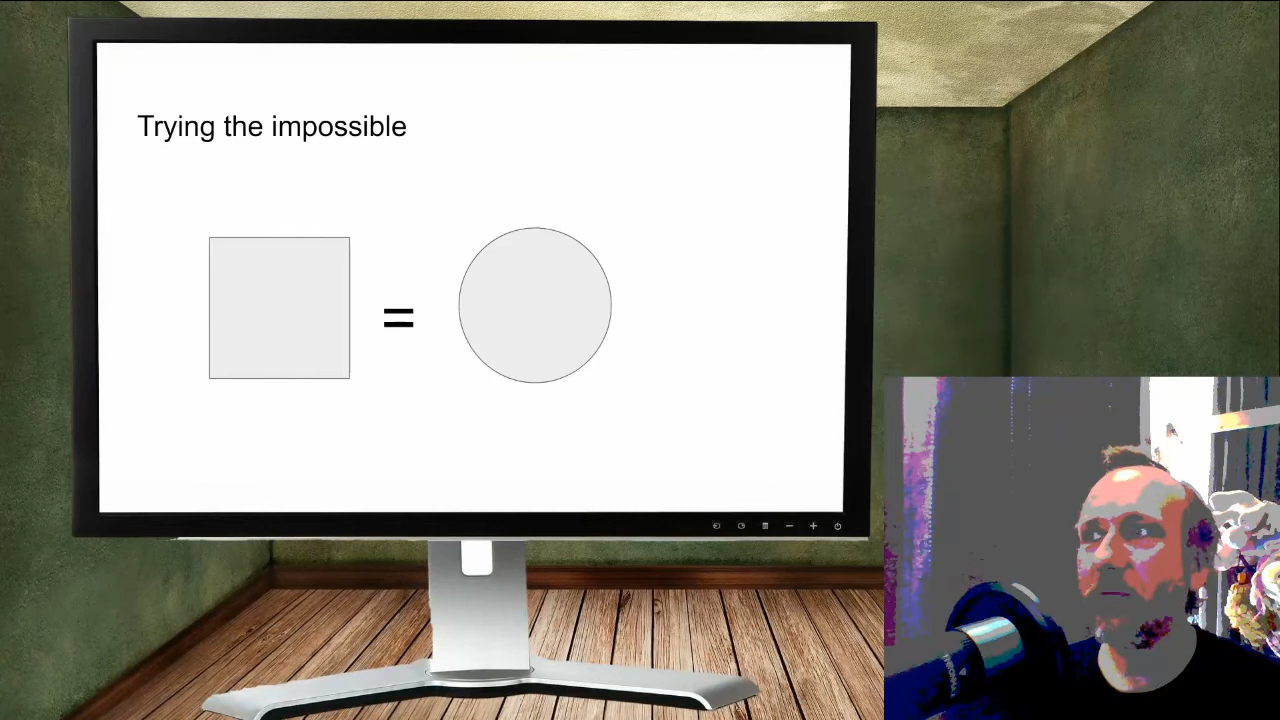 Trying the impossible
=